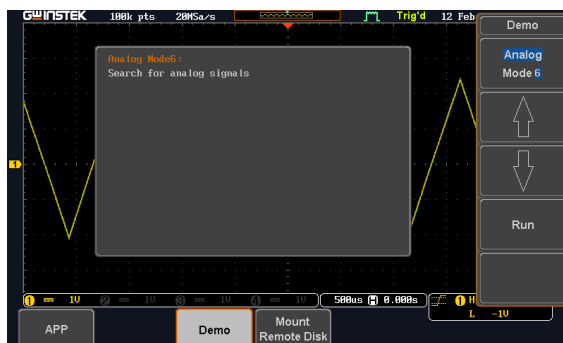 GWINSTEK 100k pts 20MSa/s Trig'd 12 Feb
Demo
Analog
Mode 6
Analog Mode6:
Search for analog signals
1
Run
1 1V 2 1V 3 1V 4 1V 500us H 0.000s 1 H
L -1V
APP
Demo
Mount
Remote Disk